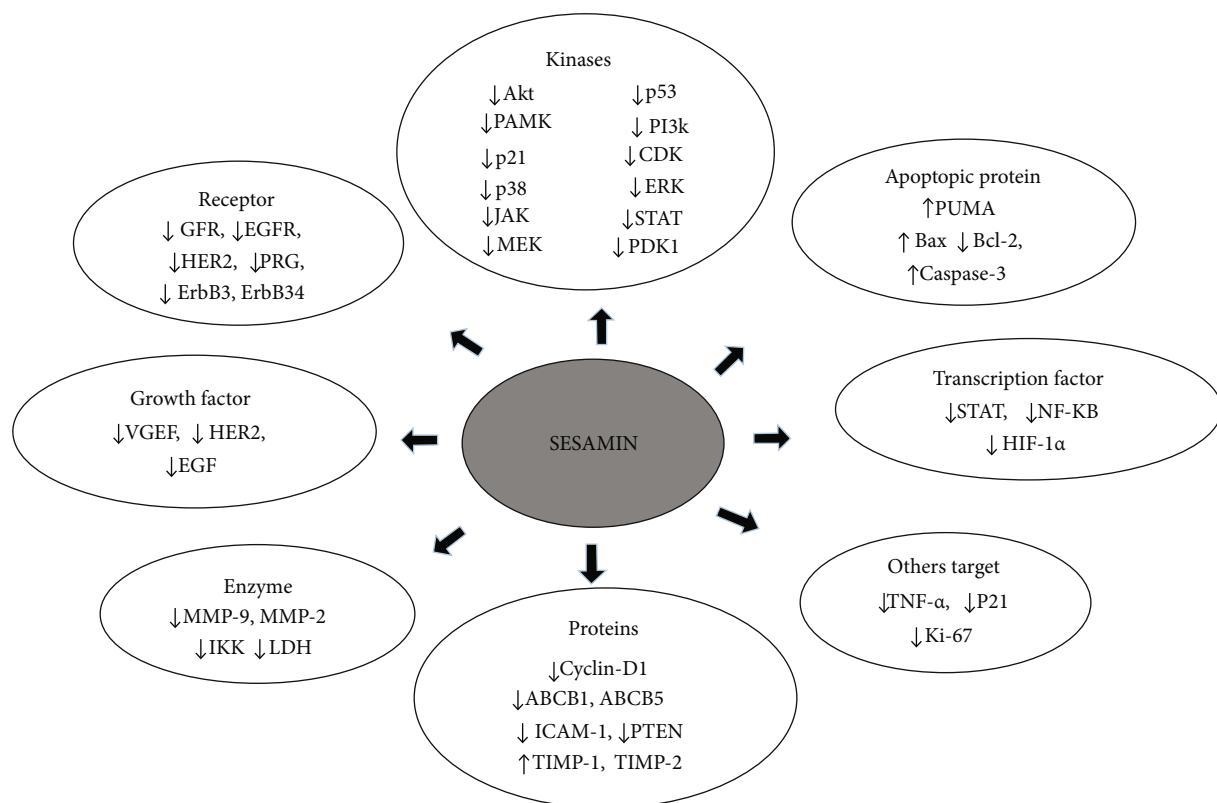 Kinases
↓Akt ↓p53
↓PAMK ↓ PI3k
↓p21 ↓CDK
↓p38 ↓ERK
↓JAK ↓STAT
↓MEK ↓PDK1
Receptor
↓ GFR, ↓EGFR,
↓HER2, ↓PRG,
↓ ErbB3, ErbB34
Apoptopic protein
↑PUMA
↑ Bax ↓ Bcl-2,
↑Caspase-3
Growth factor
↓VGEF, ↓ HER2,
↓EGF
SESAMIN
Transcription factor
↓STAT, ↓NF-KB
↓ HIF-1α
Enzyme
↓MMP-9, MMP-2
↓IKK ↓LDH
Proteins
↓Cyclin-D1
↓ABCB1, ABCB5
↓ ICAM-1, ↓PTEN
↑TIMP-1, TIMP-2
Others target
↓TNF-α, ↓P21
↓Ki-67